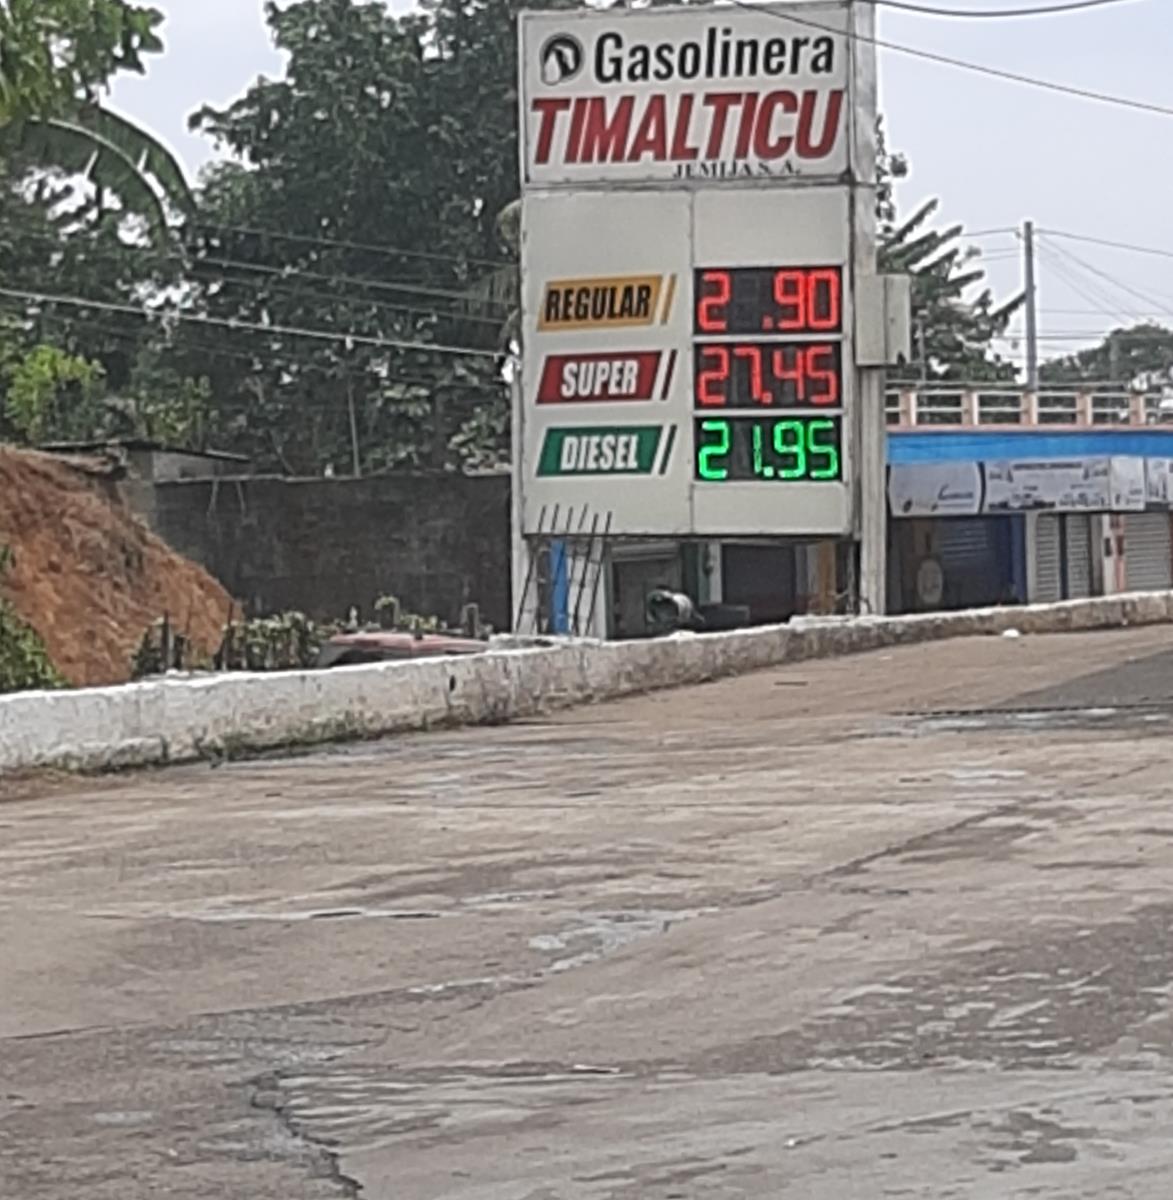 Gasolinera
TIMALTICU
JEMIJA S. A.
REGULAR 2 .90
SUPER 27.45
DIESEL 21.95